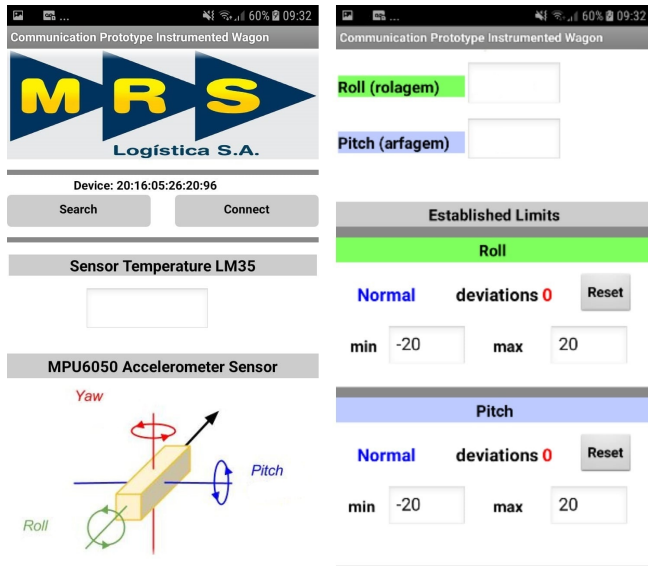 60% 09:32
Communication Prototype Instrumented Wagon
MRS
Logística S.A.
Device: 20:16:05:26:20:96
Search
Connect
Sensor Temperature LM35
MPU6050 Accelerometer Sensor
Yaw
Pitch
Roll
60% 09:32
Communication Prototype Instrumented Wagon
Roll (rolagem)
Pitch (arfagem)
Established Limits
Roll
Normal deviations 0 Reset
min -20 max 20
Pitch
Normal deviations 0 Reset
min -20 max 20